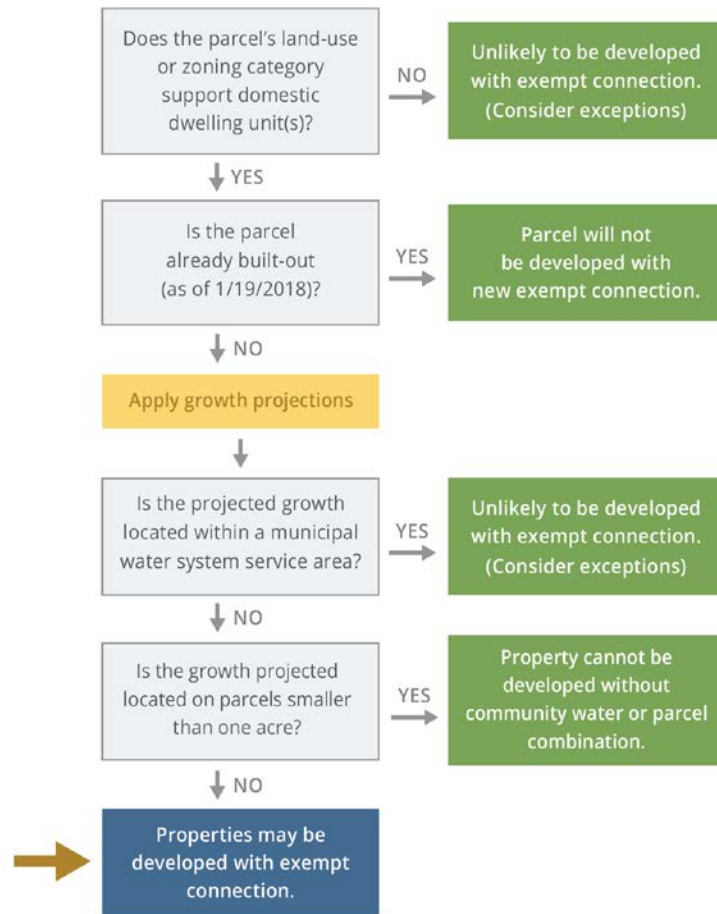 Does the parcel's land-use
or zoning category
support domestic
dwelling unit(s)?
NO
Unlikely to be developed
with exempt connection.
(Consider exceptions)
YES
Is the parcel
already built-out
(as of 1/19/2018)?
YES
Parcel will not
be developed with
new exempt connection.
NO
Apply growth projections
Is the projected growth
located within a municipal
water system service area?
YES
Unlikely to be developed
with exempt connection.
(Consider exceptions)
NO
Is the growth projected
located on parcels smaller
than one acre?
YES
Property cannot be
developed without
community water or parcel
combination.
NO
Properties may be
developed with exempt
connection.